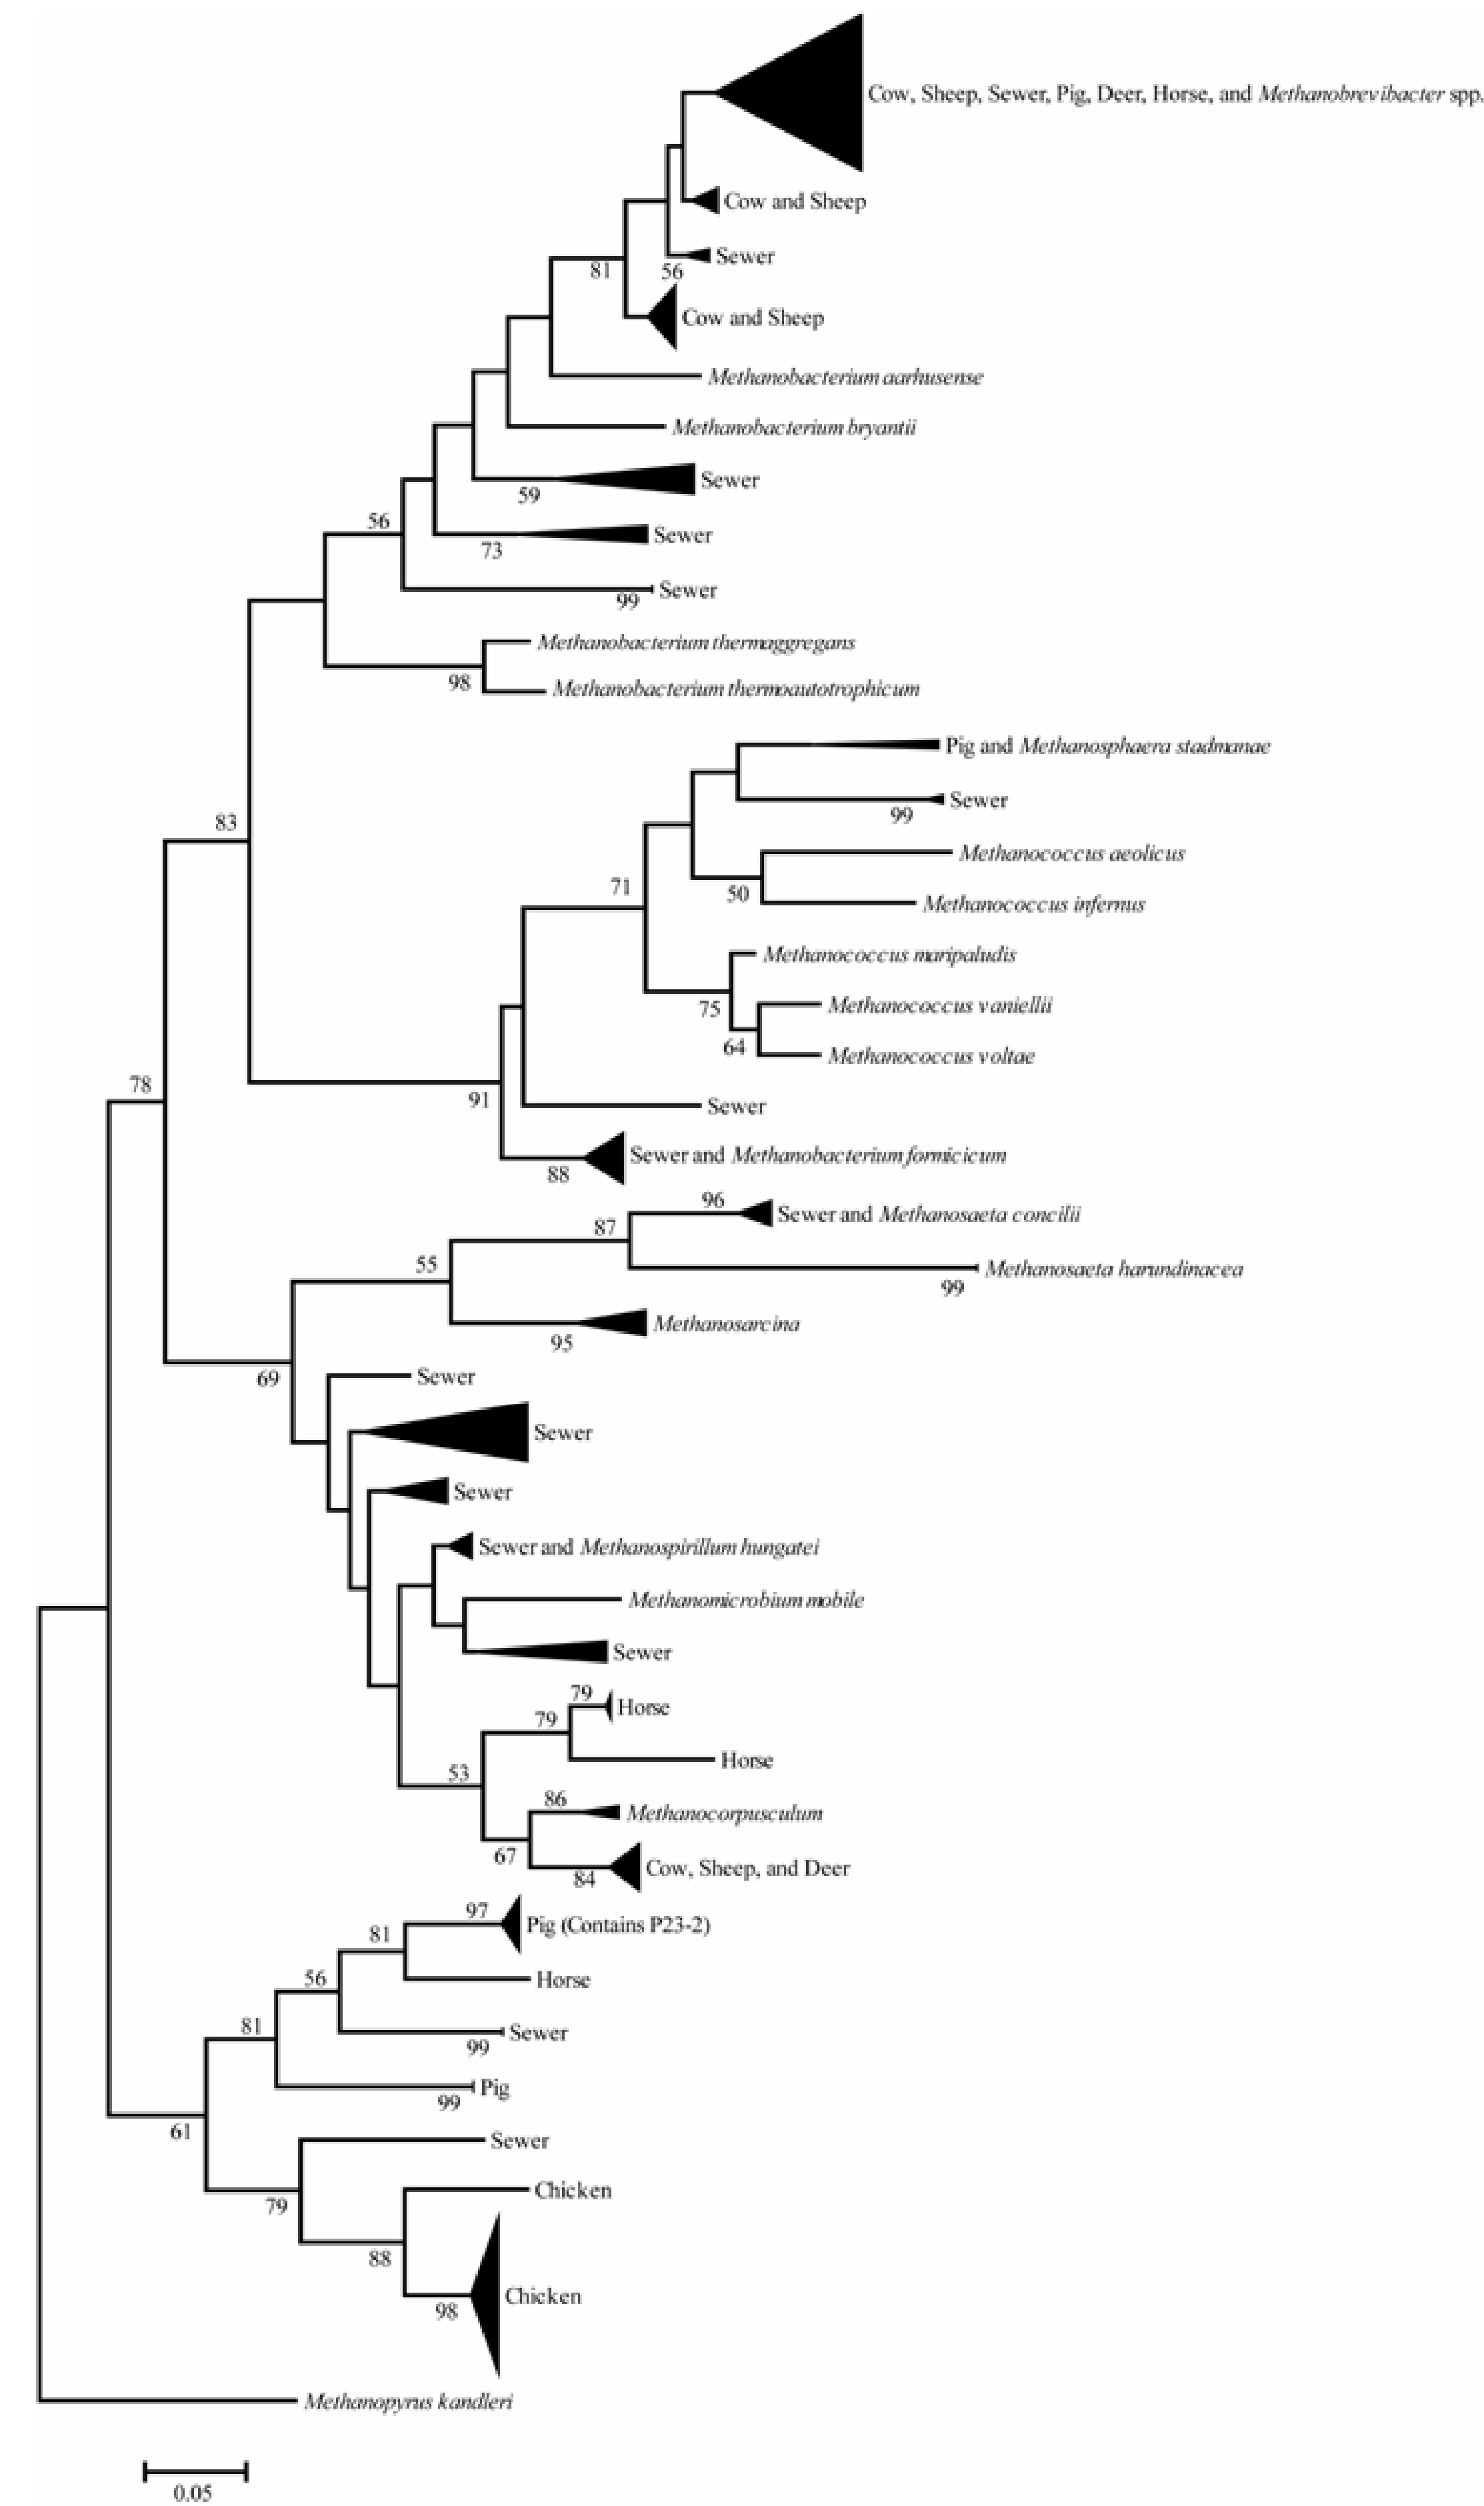 Cow, Sheep, Sewer, Pig, Deer, Horse, and Methanobrevibacter spp.
Cow and Sheep
Sewer
81
56
Cow and Sheep
Methanobacterium aarhusense
Methanobacterium bryantii
Sewer
59
56
Sewer
73
Sewer
99
Methanobacterium thermaggregans
98
Methanobacterium thermoautotrophicum
Pig and Methanosphaera stadmanae
Sewer
99
83
Methanococcus aeolicus
71
50
Methanococcus infernus
Methanococcus maripaludis
75
Methanococcus vaniellii
64
Methanococcus voltae
78
91
Sewer
Sewer and Methanobacterium formicicum
88
96
Sewer and Methanosaeta concilii
87
55
Methanosaeta harundinacea
99
Methanosarcina
95
69
Sewer
Sewer
Sewer
Sewer and Methanospirillum hungatei
Methanomicrobium mobile
Sewer
79
Horse
79
Horse
53
86
Methanocorpusculum
67
Cow, Sheep, and Deer
84
97
Pig (Contains P23-2)
81
56
Horse
81
Sewer
99
Pig
99
61
Sewer
79
Chicken
88
Chicken
98
Methanopyrus kandleri
0.05